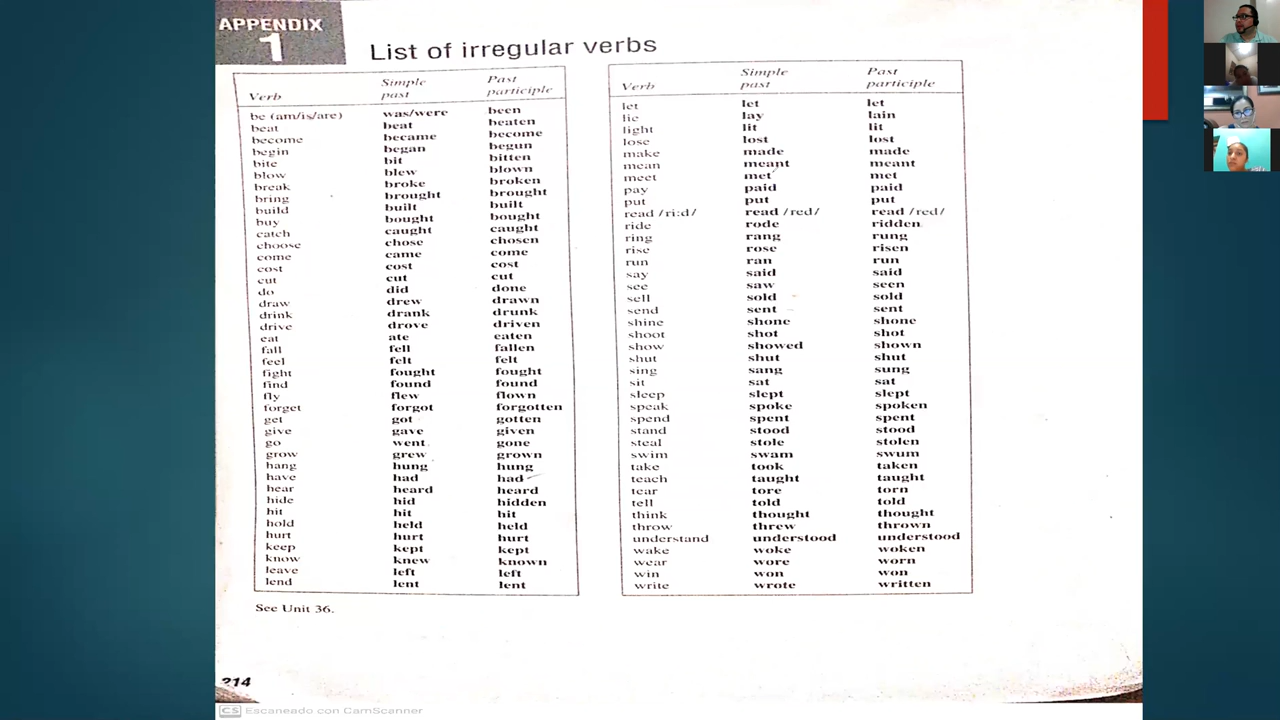 APPENDIX
1
List of irregular verbs
Verb Simple past Past participle
be (am/is/are) was/were been
beat beat beaten
become became become
begin began begun
bite bit bitten
blow blew blown
break broke broken
bring brought brought
build built built
buy bought bought
catch caught caught
choose chose chosen
come came come
cost cost cost
cut cut cut
do did done
draw drew drawn
drink drank drunk
drive drove driven
eat ate eaten
fall fell fallen
feel felt felt
fight fought fought
find found found
fly flew flown
forget forgot forgotten
get got gotten
give gave given
go went gone
grow grew grown
hang hung hung
have had had
hear heard heard
hide hid hidden
hit hit hit
hold held held
hurt hurt hurt
keep kept kept
know knew known
leave left left
lend lent lent
Verb Simple past Past participle
let let let
lie lay lain
light lit lit
lose lost lost
make made made
mean meant meant
meet met met
pay paid paid
put put put
read /ri:d/ read /red/ read /red/
ride rode ridden
ring rang rung
rise rose risen
run ran run
say said said
see saw seen
sell sold sold
send sent sent
shine shone shone
shoot shot shot
show showed shown
shut shut shut
sing sang sung
sit sat sat
sleep slept slept
speak spoke spoken
spend spent spent
stand stood stood
steal stole stolen
swim swam swum
take took taken
teach taught taught
tear tore torn
tell told told
think thought thought
throw threw thrown
understand understood understood
wake woke woken
wear wore worn
win won won
write wrote written
See Unit 36.
214
CS Escaneado con CamScanner